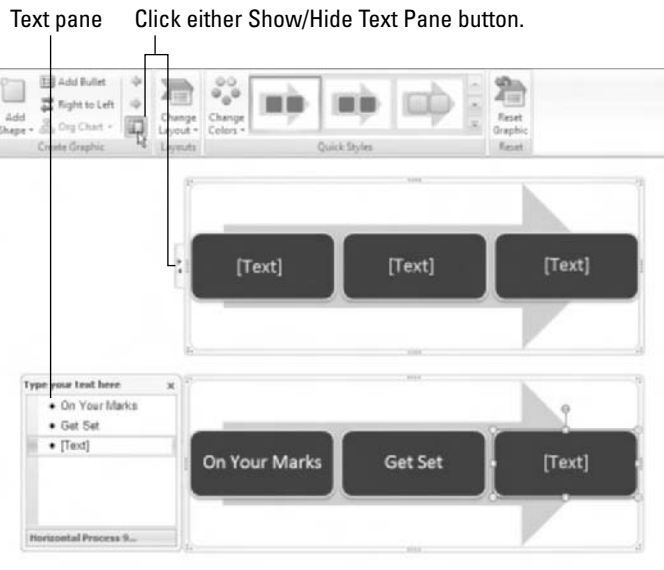 Text pane Click either Show/Hide Text Pane button.
Add Shape
Add Bullet
Right to Left
Org Chart
Create Graphic
Change Layout
Layouts
Change Colors
Quick Styles
Reset Graphic
Reset
[Text] [Text] [Text]
Type your text here x
On Your Marks
Get Set
[Text]
Horizontal Process 9...
On Your Marks Get Set [Text]